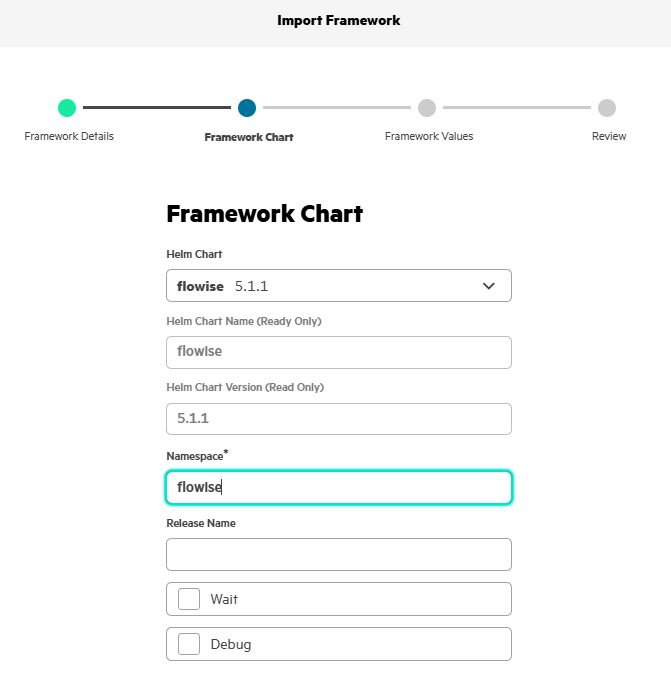 Import Framework
Framework Details
Framework Chart
Framework Values
Review
Framework Chart
Helm Chart
flowise 5.1.1
Helm Chart Name (Ready Only)
flowise
Helm Chart Version (Read Only)
5.1.1
Namespace*
flowise
Release Name
Wait
Debug